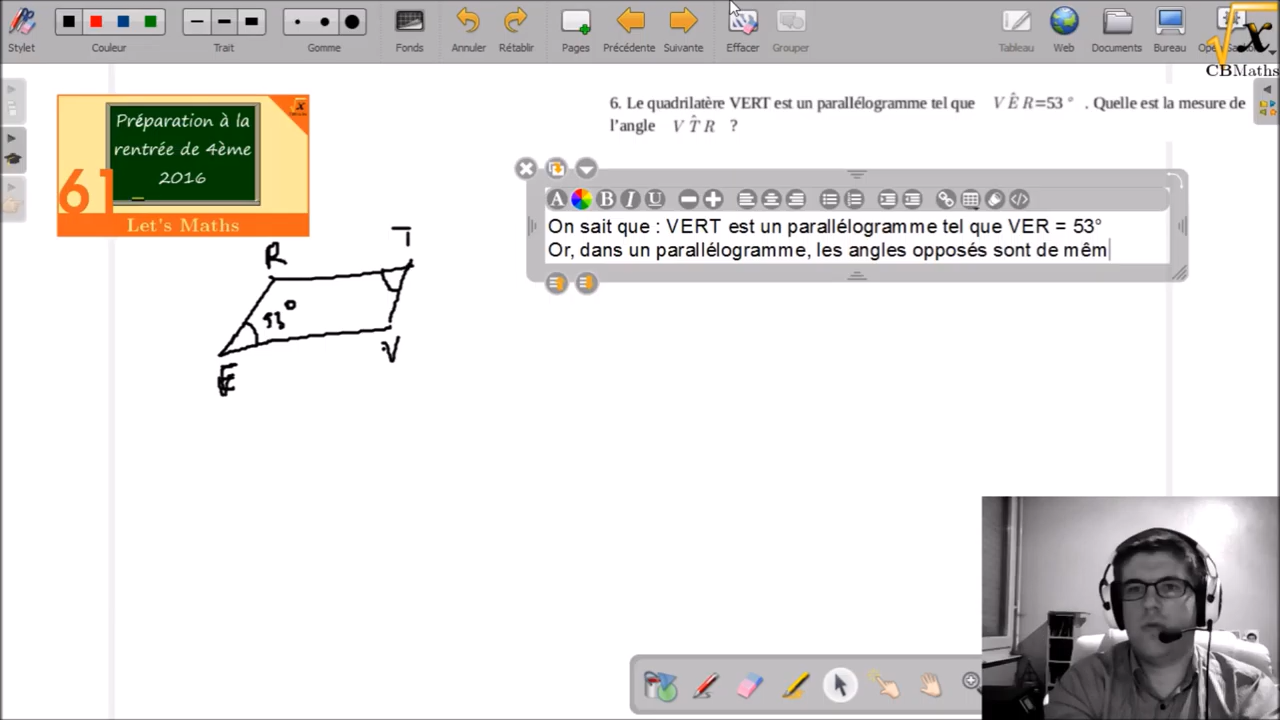 Stylet
Couleur
Trait
Gomme
Fonds
Annuler
Rétablir
Pages
Précédente
Suivante
Effacer
Grouper
Tableau
Web
Documents
Bureau
CBMaths
Préparation à la
rentrée de 4ème
2016
61
Let's Maths
6. Le quadrilatère VERT est un parallélogramme tel que V Ê R=53 ° . Quelle est la mesure de
l'angle V T̂ R ?
On sait que : VERT est un parallélogramme tel que VER = 53°
Or, dans un parallélogramme, les angles opposés sont de mêm
R
T
53°
V
E